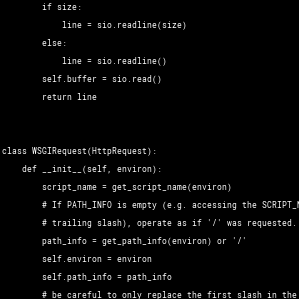 if size:
line = sio.readline(size)
else:
line = sio.readline()
self.buffer = sio.read()
return line
class WSGIRequest(HttpRequest):
def __init__(self, environ):
script_name = get_script_name(environ)
# If PATH_INFO is empty (e.g. accessing the SCRIPT_N
# trailing slash), operate as if '/' was requested.
path_info = get_path_info(environ) or '/'
self.environ = environ
self.path_info = path_info
# be careful to only replace the first slash in the